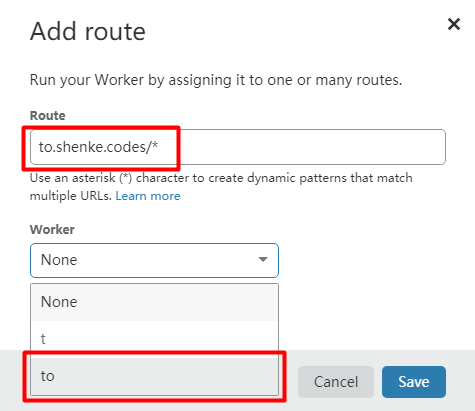 Add route
Run your Worker by assigning it to one or many routes.
Route
to.shenke.codes/*
Use an asterisk (*) character to create dynamic patterns that match
multiple URLs. Learn more
Worker
None
None
t
to
Cancel
Save